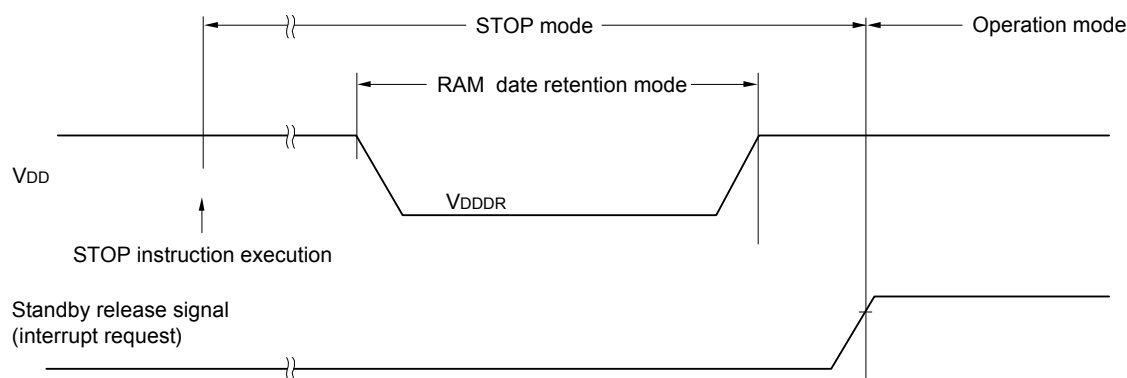 STOP mode
Operation mode
RAM date retention mode
VDD
VDDDR
STOP instruction execution
Standby release signal
(interrupt request)